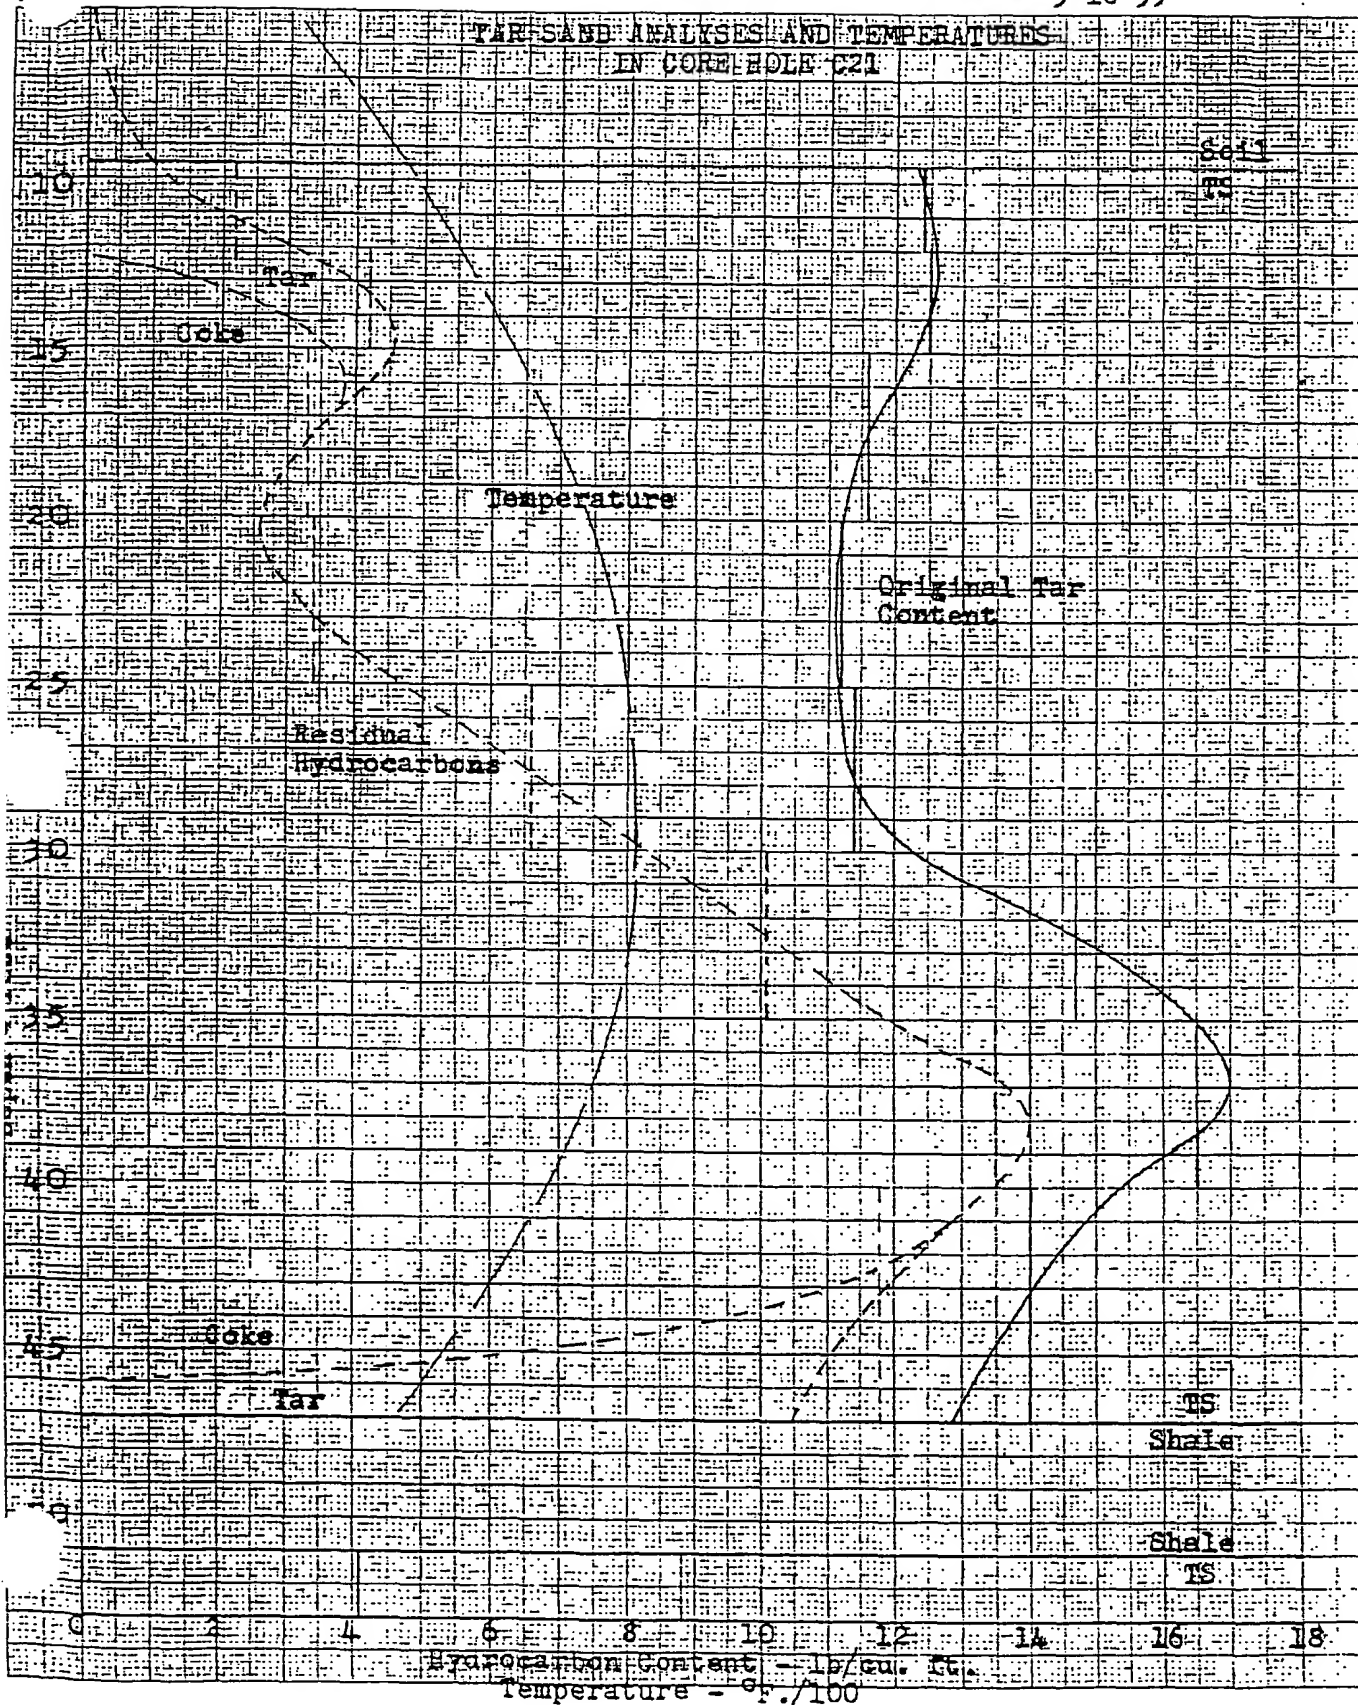 TAR SAND ANALYSES AND TEMPERATURES
IN CORE HOLE C21
Soil
TS
10
Tar
Coke
15
Temperature
20
Original Tar
Content
25
Residual
Hydrocarbons
30
35
40
Coke
45
Tar
TS
Shale
Shale
TS
0 2 4 6 8 10 12 14 16 18
Hydrocarbon Content - lb/cu. ft.
Temperature - °F./100